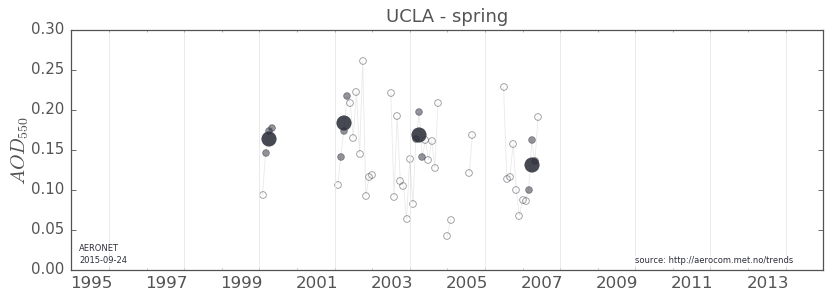 UCLA - spring
0.30
0.25
0.20
0.15
0.10
0.05
0.00
AOD550
AERONET
2015-09-24
source: http://aerocom.met.no/trends
1995 1997 1999 2001 2003 2005 2007 2009 2011 2013